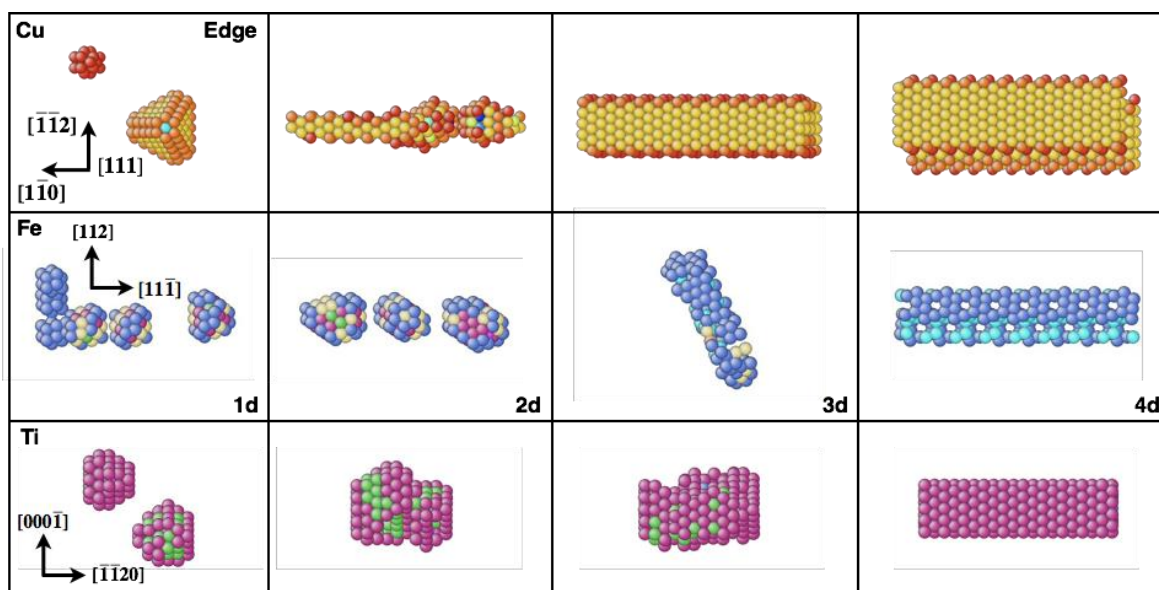 Cu Edge
[1̄1̄2]
[111]
[11̄0]
Fe
[112]
[111̄]
1d 2d 3d 4d
Ti
[0001̄]
[1̄1̄20]